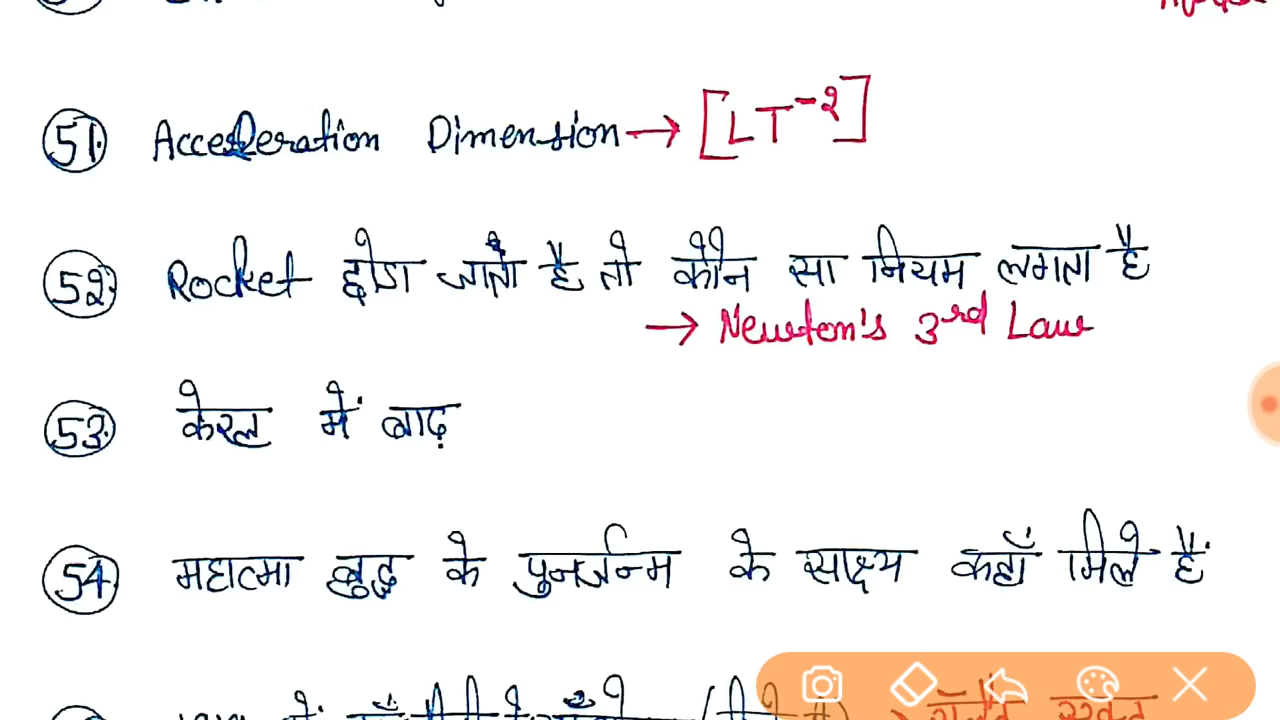 51. Acceleration Dimension → [LT⁻²]
52. Rocket छोडा जाता है तो कौन सा नियम लगता है
→ Newton's 3rd Law
53. केरल में बाढ़
54. महात्मा बुद्ध के पुनर्जन्म के साक्ष्य कहाँ मिले हैं